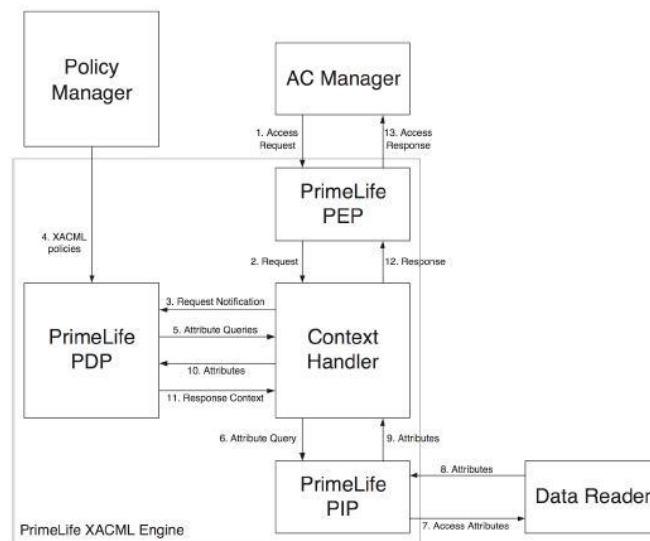 Policy
Manager
AC Manager
1. Access
Request
13. Access
Response
PrimeLife
PEP
4. XACML
policies
2. Request
12. Response
3. Request Notification
PrimeLife
PDP
5. Attribute Queries
Context
Handler
10. Attributes
11. Response Context
6. Attribute Query
9. Attributes
PrimeLife
PIP
8. Attributes
Data Reader
7. Access Attributes
PrimeLife XACML Engine